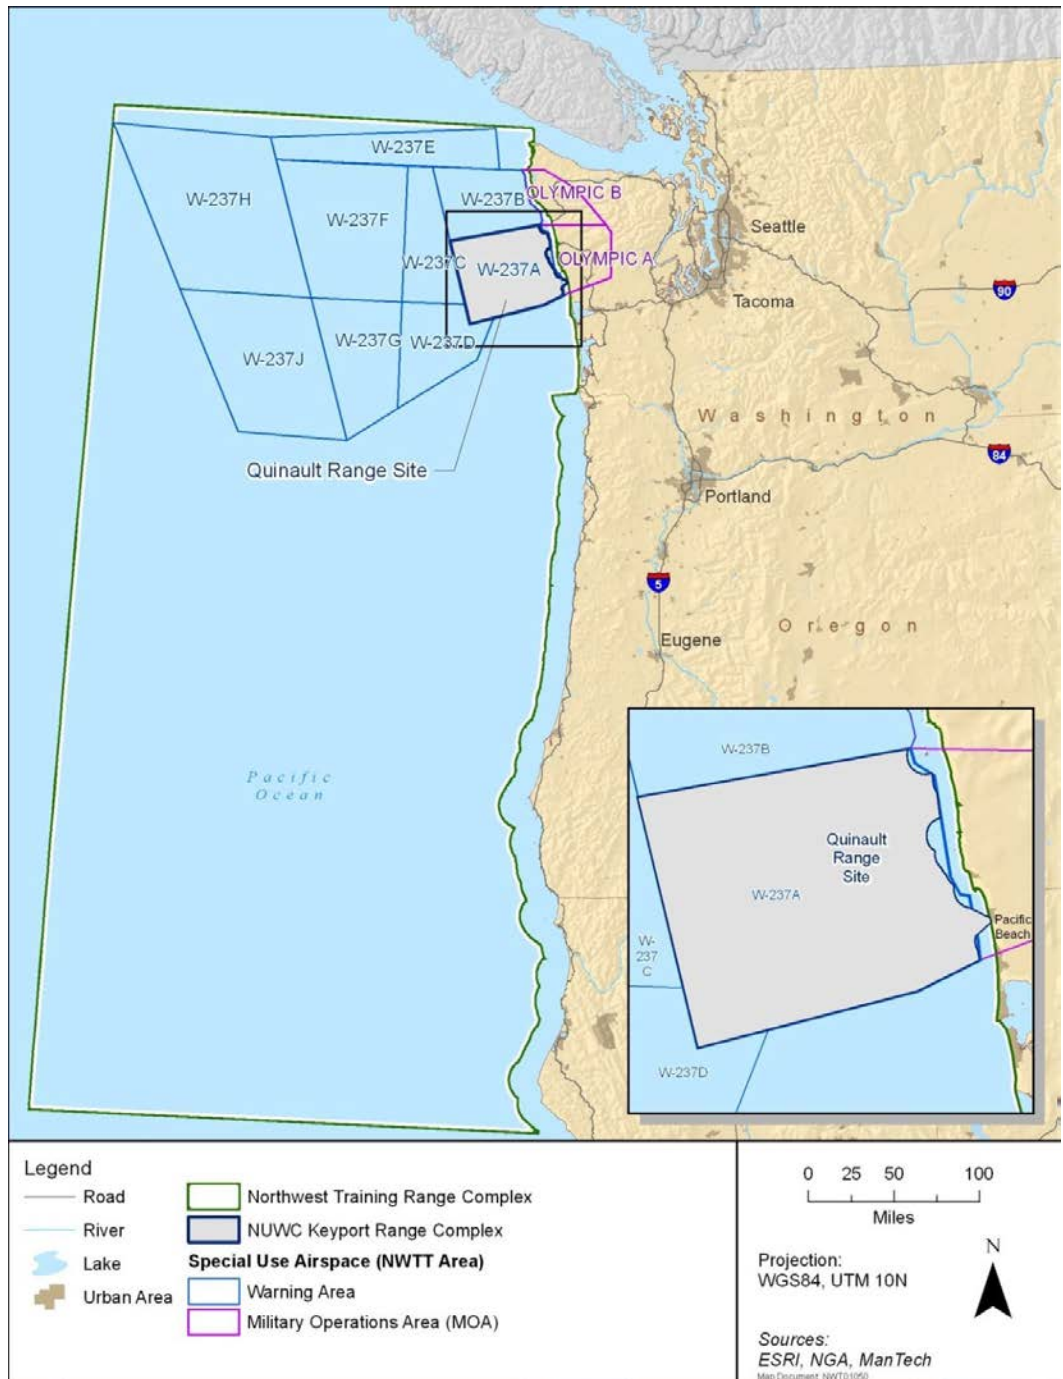 W-237E
W-237H
W-237F
W-237B
OLYMPIC B
W-237C
W-237A
OLYMPIC A
W-237J
W-237G
W-237D
Quinault Range Site
Seattle
Tacoma
90
Washington
84
Portland
5
Oregon
Eugene
Pacific
Ocean
W-237B
Quinault
Range
Site
W-237A
Pacific
Beach
W-
237
C
W-237D
Legend
Road
River
Lake
Urban Area
Northwest Training Range Complex
NUWC Keyport Range Complex
Special Use Airspace (NWTT Area)
Warning Area
Military Operations Area (MOA)
0 25 50 100
Miles
Projection:
WGS84, UTM 10N
N
Sources:
ESRI, NGA, ManTech
Map Document: NWT01050